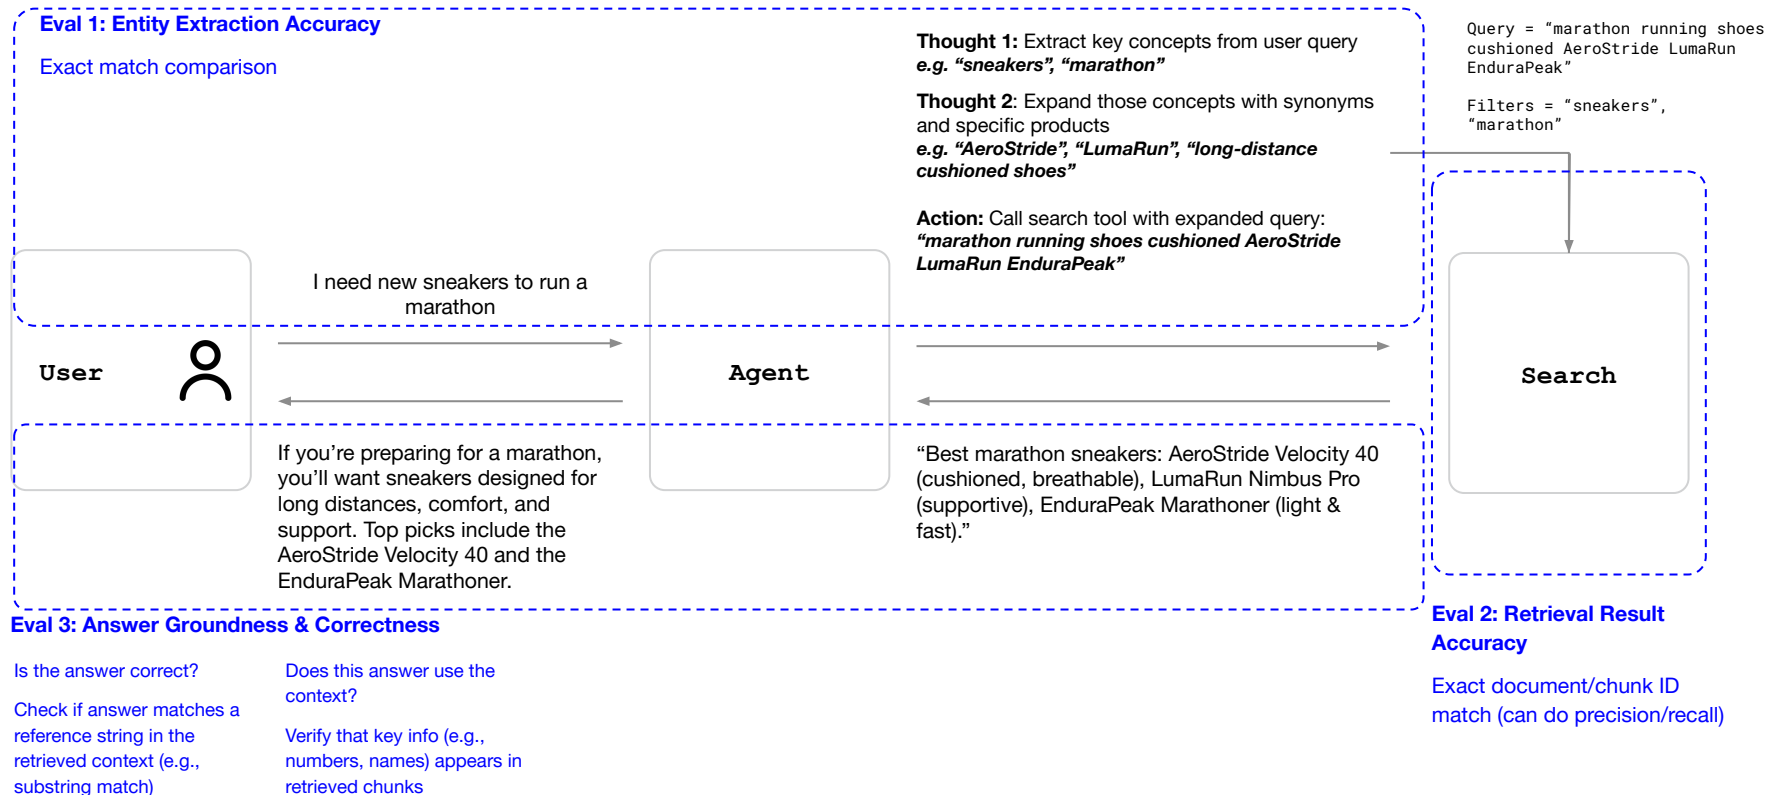 Eval 1: Entity Extraction Accuracy
Exact match comparison
Thought 1: Extract key concepts from user query
e.g. “sneakers”, “marathon”
Thought 2: Expand those concepts with synonyms
and specific products
e.g. “AeroStride”, “LumaRun”, “long-distance
cushioned shoes”
Action: Call search tool with expanded query:
“marathon running shoes cushioned AeroStride
LumaRun EnduraPeak”
Query = “marathon running shoes
cushioned AeroStride LumaRun
EnduraPeak”
Filters = “sneakers”,
“marathon”
I need new sneakers to run a
marathon
User
Agent
Search
If you’re preparing for a marathon,
you’ll want sneakers designed for
long distances, comfort, and
support. Top picks include the
AeroStride Velocity 40 and the
EnduraPeak Marathoner.
“Best marathon sneakers: AeroStride Velocity 40
(cushioned, breathable), LumaRun Nimbus Pro
(supportive), EnduraPeak Marathoner (light &
fast).”
Eval 3: Answer Groundness & Correctness
Is the answer correct?
Check if answer matches a
reference string in the
retrieved context (e.g.,
substring match)
Does this answer use the
context?
Verify that key info (e.g.,
numbers, names) appears in
retrieved chunks
Eval 2: Retrieval Result
Accuracy
Exact document/chunk ID
match (can do precision/recall)